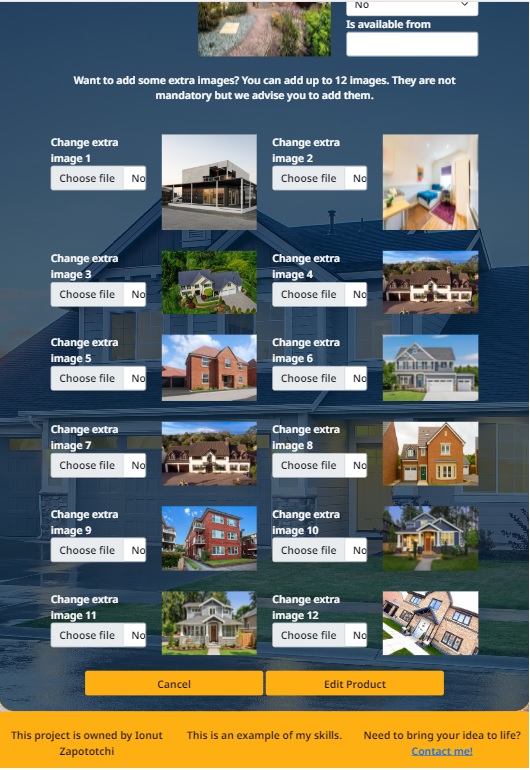 No
Is available from
Want to add some extra images? You can add up to 12 images. They are not
mandatory but we advise you to add them.
Change extra
image 1
Choose file No
Change extra
image 2
Choose file No
Change extra
image 3
Choose file No
Change extra
image 4
Choose file No
Change extra
image 5
Choose file No
Change extra
image 6
Choose file No
Change extra
image 7
Choose file No
Change extra
image 8
Choose file No
Change extra
image 9
Choose file No
Change extra
image 10
Choose file No
Change extra
image 11
Choose file No
Change extra
image 12
Choose file No
Cancel
Edit Product
This project is owned by Ionut
Zapototchi
This is an example of my skills.
Need to bring your idea to life?
Contact me!